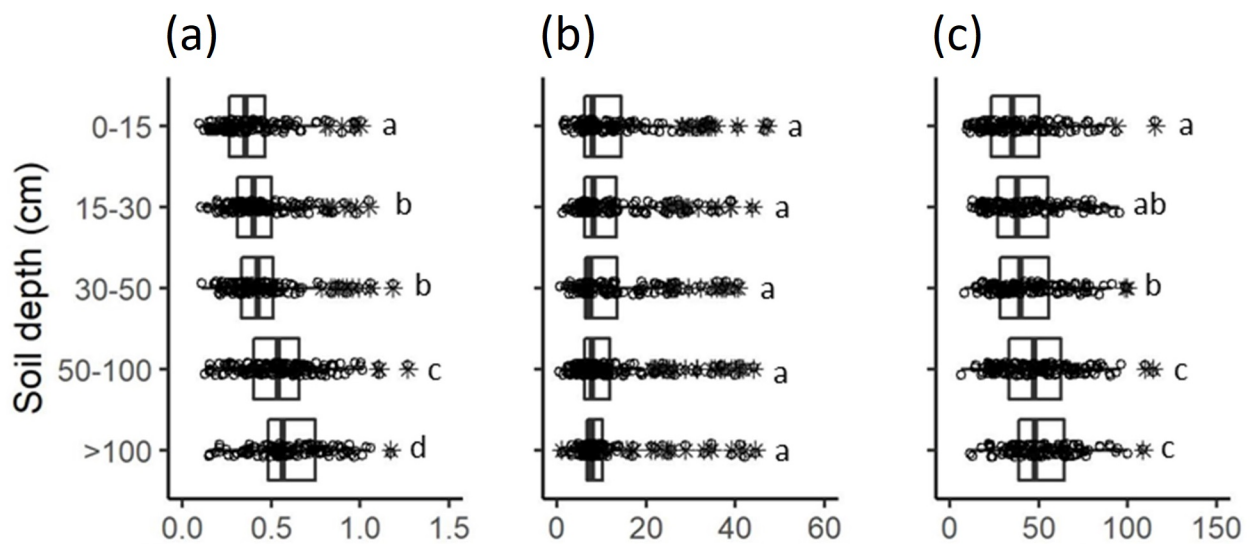 (a) (b) (c)
Soil depth (cm)
0-15 a a a
15-30 b a ab
30-50 b a b
50-100 c a c
>100 d a c
0.0 0.5 1.0 1.5 0 20 40 60 0 50 100 150